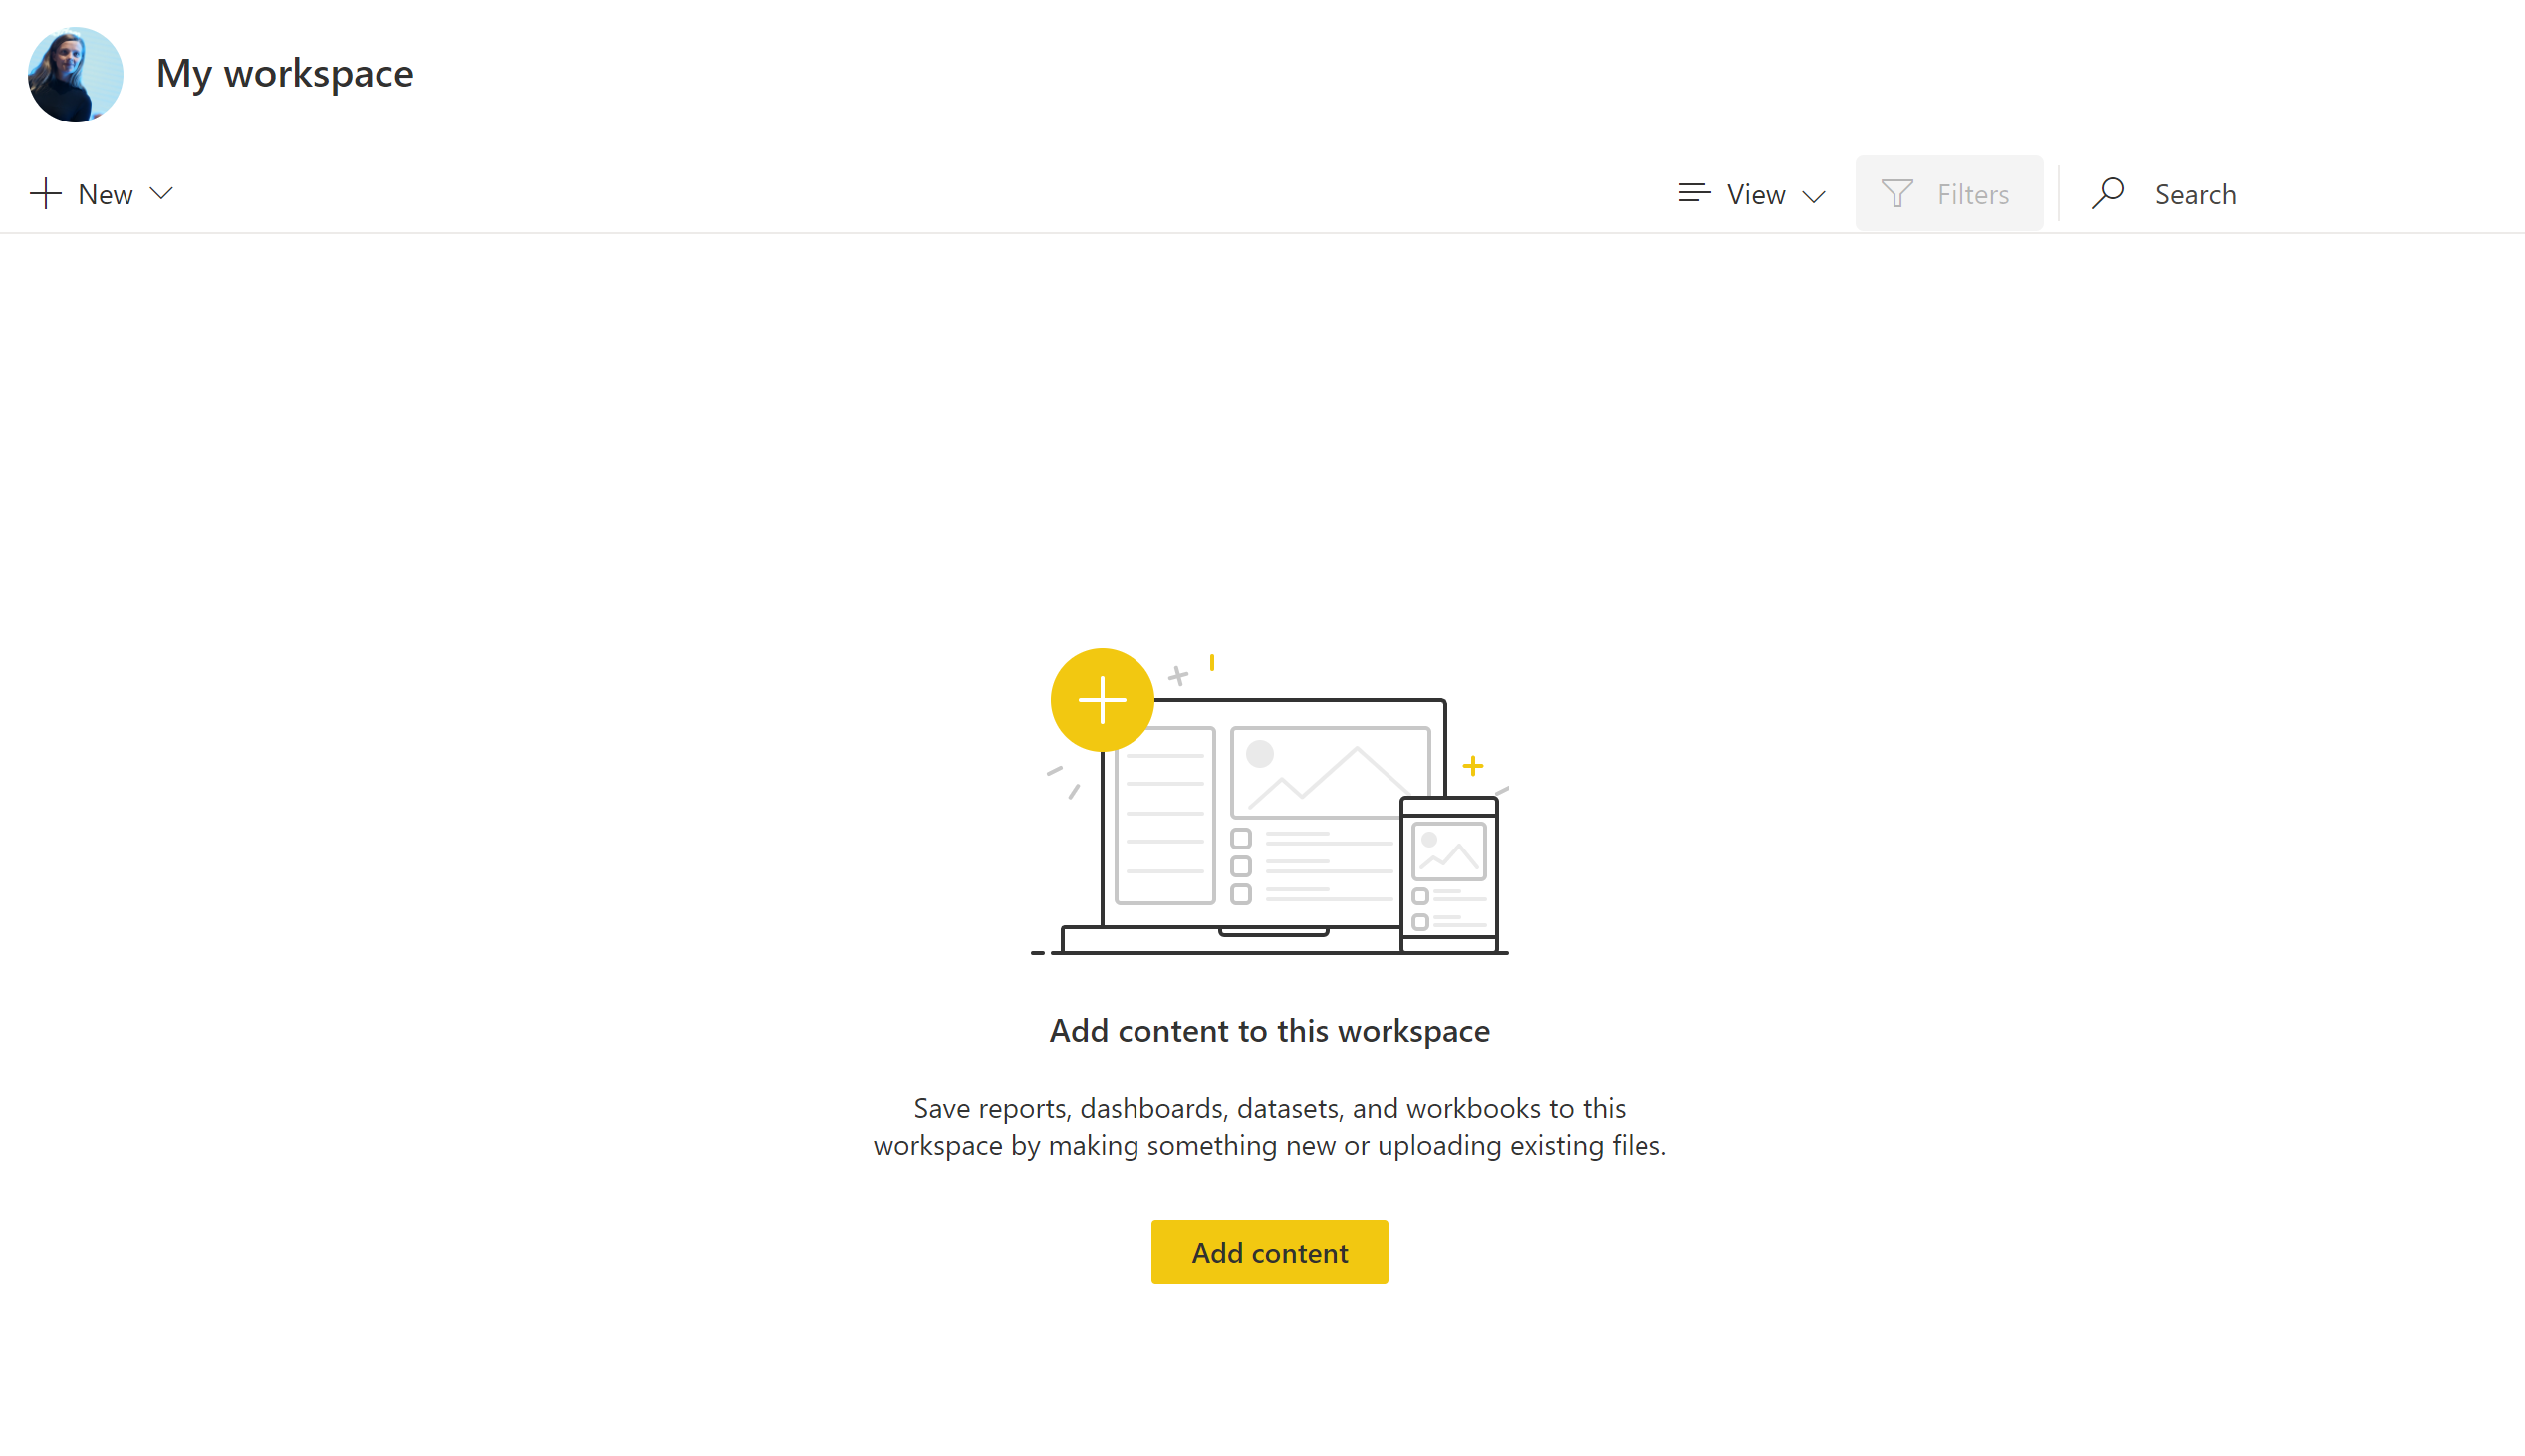 My workspace
New
View
Filters
Search
Add content to this workspace
Save reports, dashboards, datasets, and workbooks to this
workspace by making something new or uploading existing files.
Add content